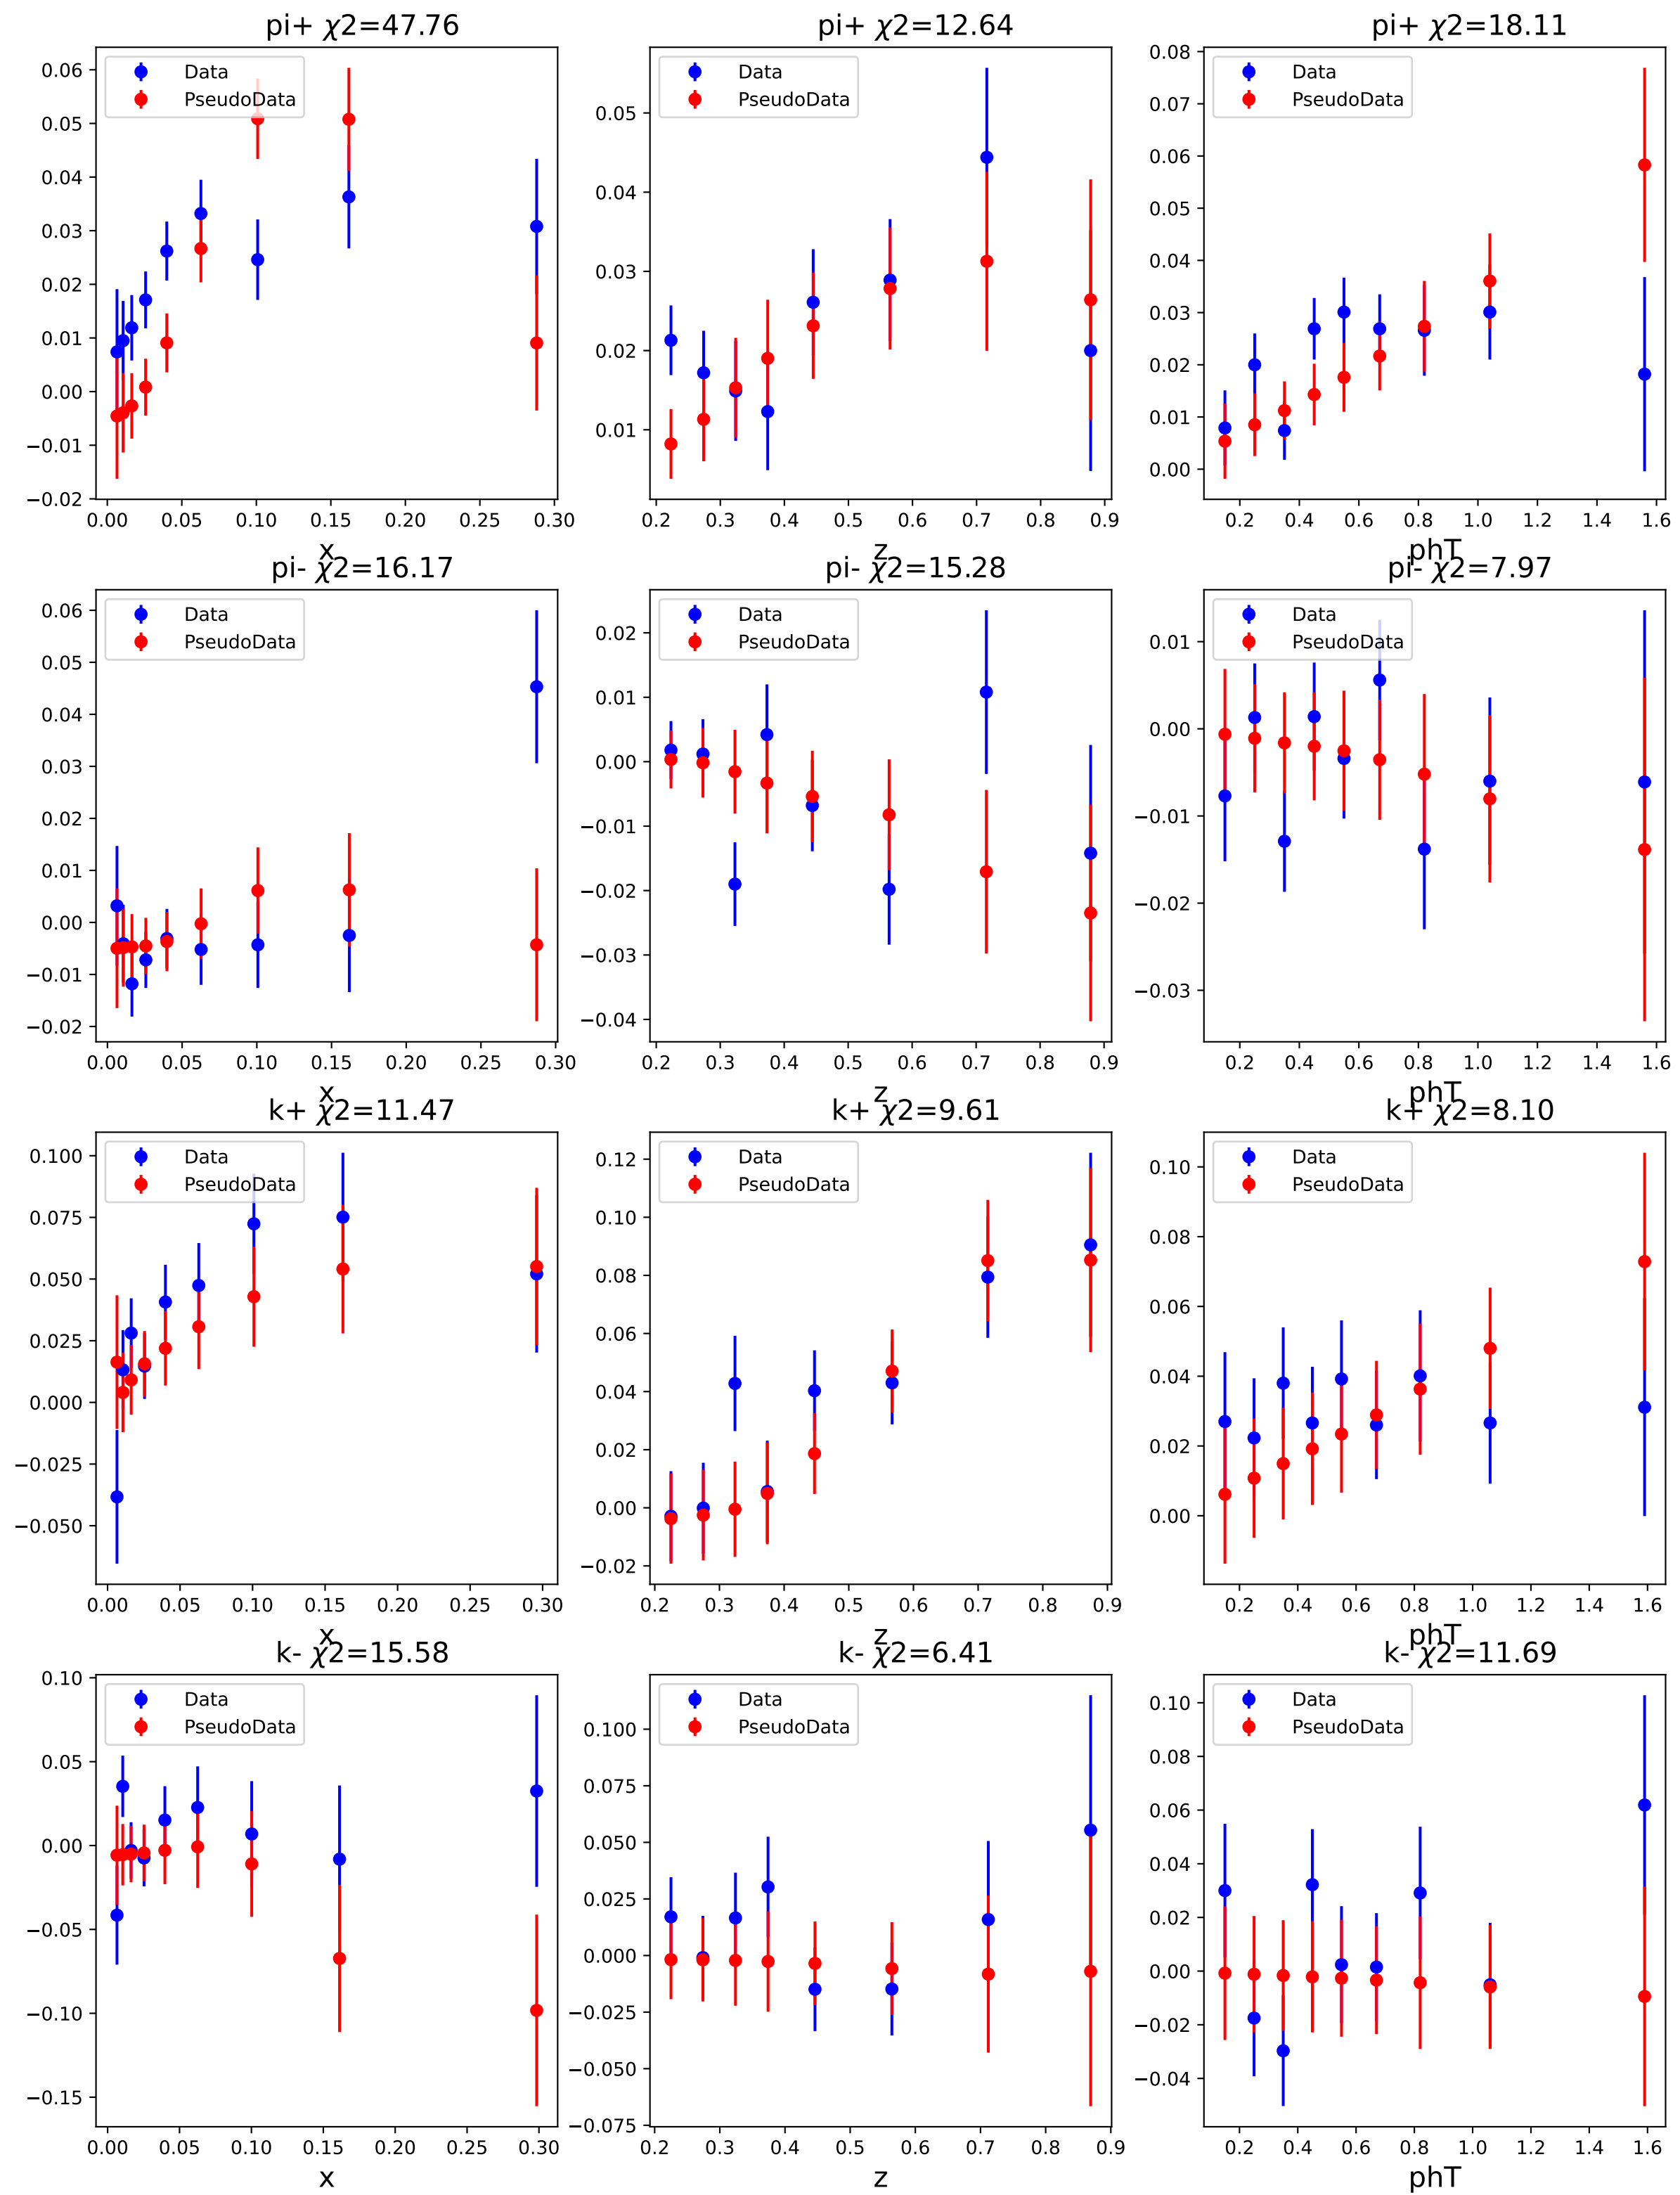 pi+ χ2=47.76
Data
PseudoData
0.06
0.05
0.04
0.03
0.02
0.01
0.00
−0.01
−0.02
0.00 0.05 0.10 0.15 0.20 0.25 0.30
x
pi+ χ2=12.64
Data
PseudoData
0.05
0.04
0.03
0.02
0.01
0.2 0.3 0.4 0.5 0.6 0.7 0.8 0.9
z
pi+ χ2=18.11
Data
PseudoData
0.08
0.07
0.06
0.05
0.04
0.03
0.02
0.01
0.00
0.2 0.4 0.6 0.8 1.0 1.2 1.4 1.6
phT
pi- χ2=16.17
Data
PseudoData
0.06
0.05
0.04
0.03
0.02
0.01
0.00
−0.01
−0.02
0.00 0.05 0.10 0.15 0.20 0.25 0.30
x
pi- χ2=15.28
Data
PseudoData
0.02
0.01
0.00
−0.01
−0.02
−0.03
−0.04
0.2 0.3 0.4 0.5 0.6 0.7 0.8 0.9
z
pi- χ2=7.97
Data
PseudoData
0.01
0.00
−0.01
−0.02
−0.03
0.2 0.4 0.6 0.8 1.0 1.2 1.4 1.6
phT
k+ χ2=11.47
Data
PseudoData
0.100
0.075
0.050
0.025
0.000
−0.025
−0.050
0.00 0.05 0.10 0.15 0.20 0.25 0.30
x
k+ χ2=9.61
Data
PseudoData
0.12
0.10
0.08
0.06
0.04
0.02
0.00
−0.02
0.2 0.3 0.4 0.5 0.6 0.7 0.8 0.9
z
k+ χ2=8.10
Data
PseudoData
0.10
0.08
0.06
0.04
0.02
0.00
0.2 0.4 0.6 0.8 1.0 1.2 1.4 1.6
phT
k- χ2=15.58
Data
PseudoData
0.10
0.05
0.00
−0.05
−0.10
−0.15
0.00 0.05 0.10 0.15 0.20 0.25 0.30
x
k- χ2=6.41
Data
PseudoData
0.100
0.075
0.050
0.025
0.000
−0.025
−0.050
−0.075
0.2 0.3 0.4 0.5 0.6 0.7 0.8 0.9
z
k- χ2=11.69
Data
PseudoData
0.10
0.08
0.06
0.04
0.02
0.00
−0.02
−0.04
0.2 0.4 0.6 0.8 1.0 1.2 1.4 1.6
phT